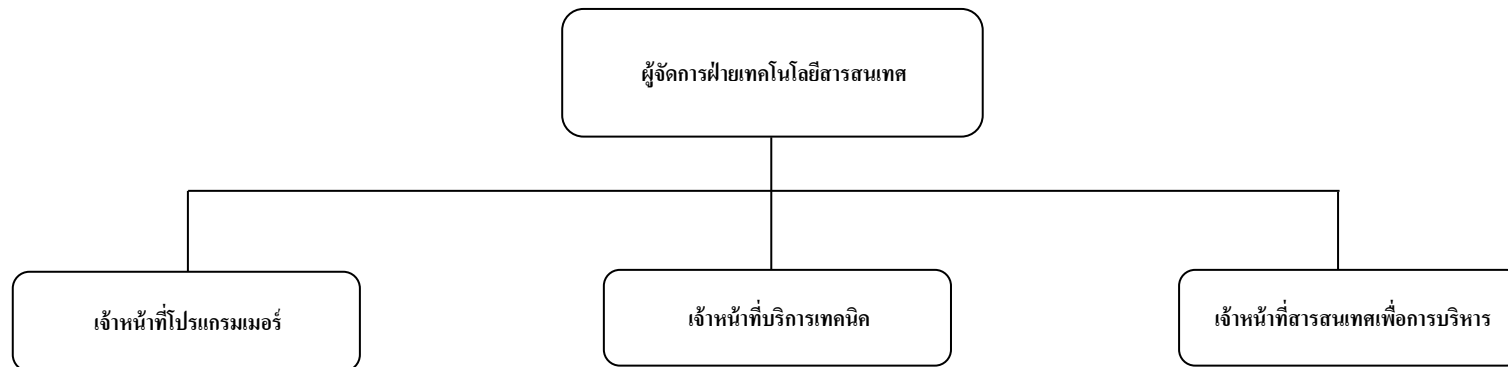 ผู้จัดการฝ่ายเทคโนโลยีสารสนเทศ
เจ้าหน้าที่โปรแกรมเมอร์
เจ้าหน้าที่บริการเทคนิค
เจ้าหน้าที่สารสนเทศเพื่อการบริหาร